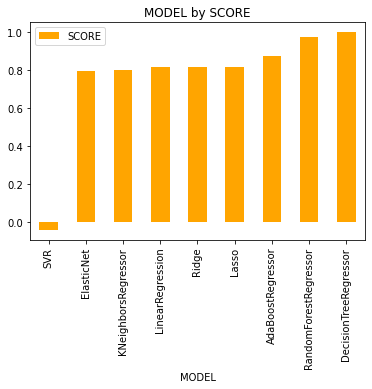 MODEL by SCORE
SCORE
1.0
0.8
0.6
0.4
0.2
0.0
SVR
ElasticNet
KNeighborsRegressor
LinearRegression
Ridge
Lasso
AdaBoostRegressor
RandomForestRegressor
DecisionTreeRegressor
MODEL